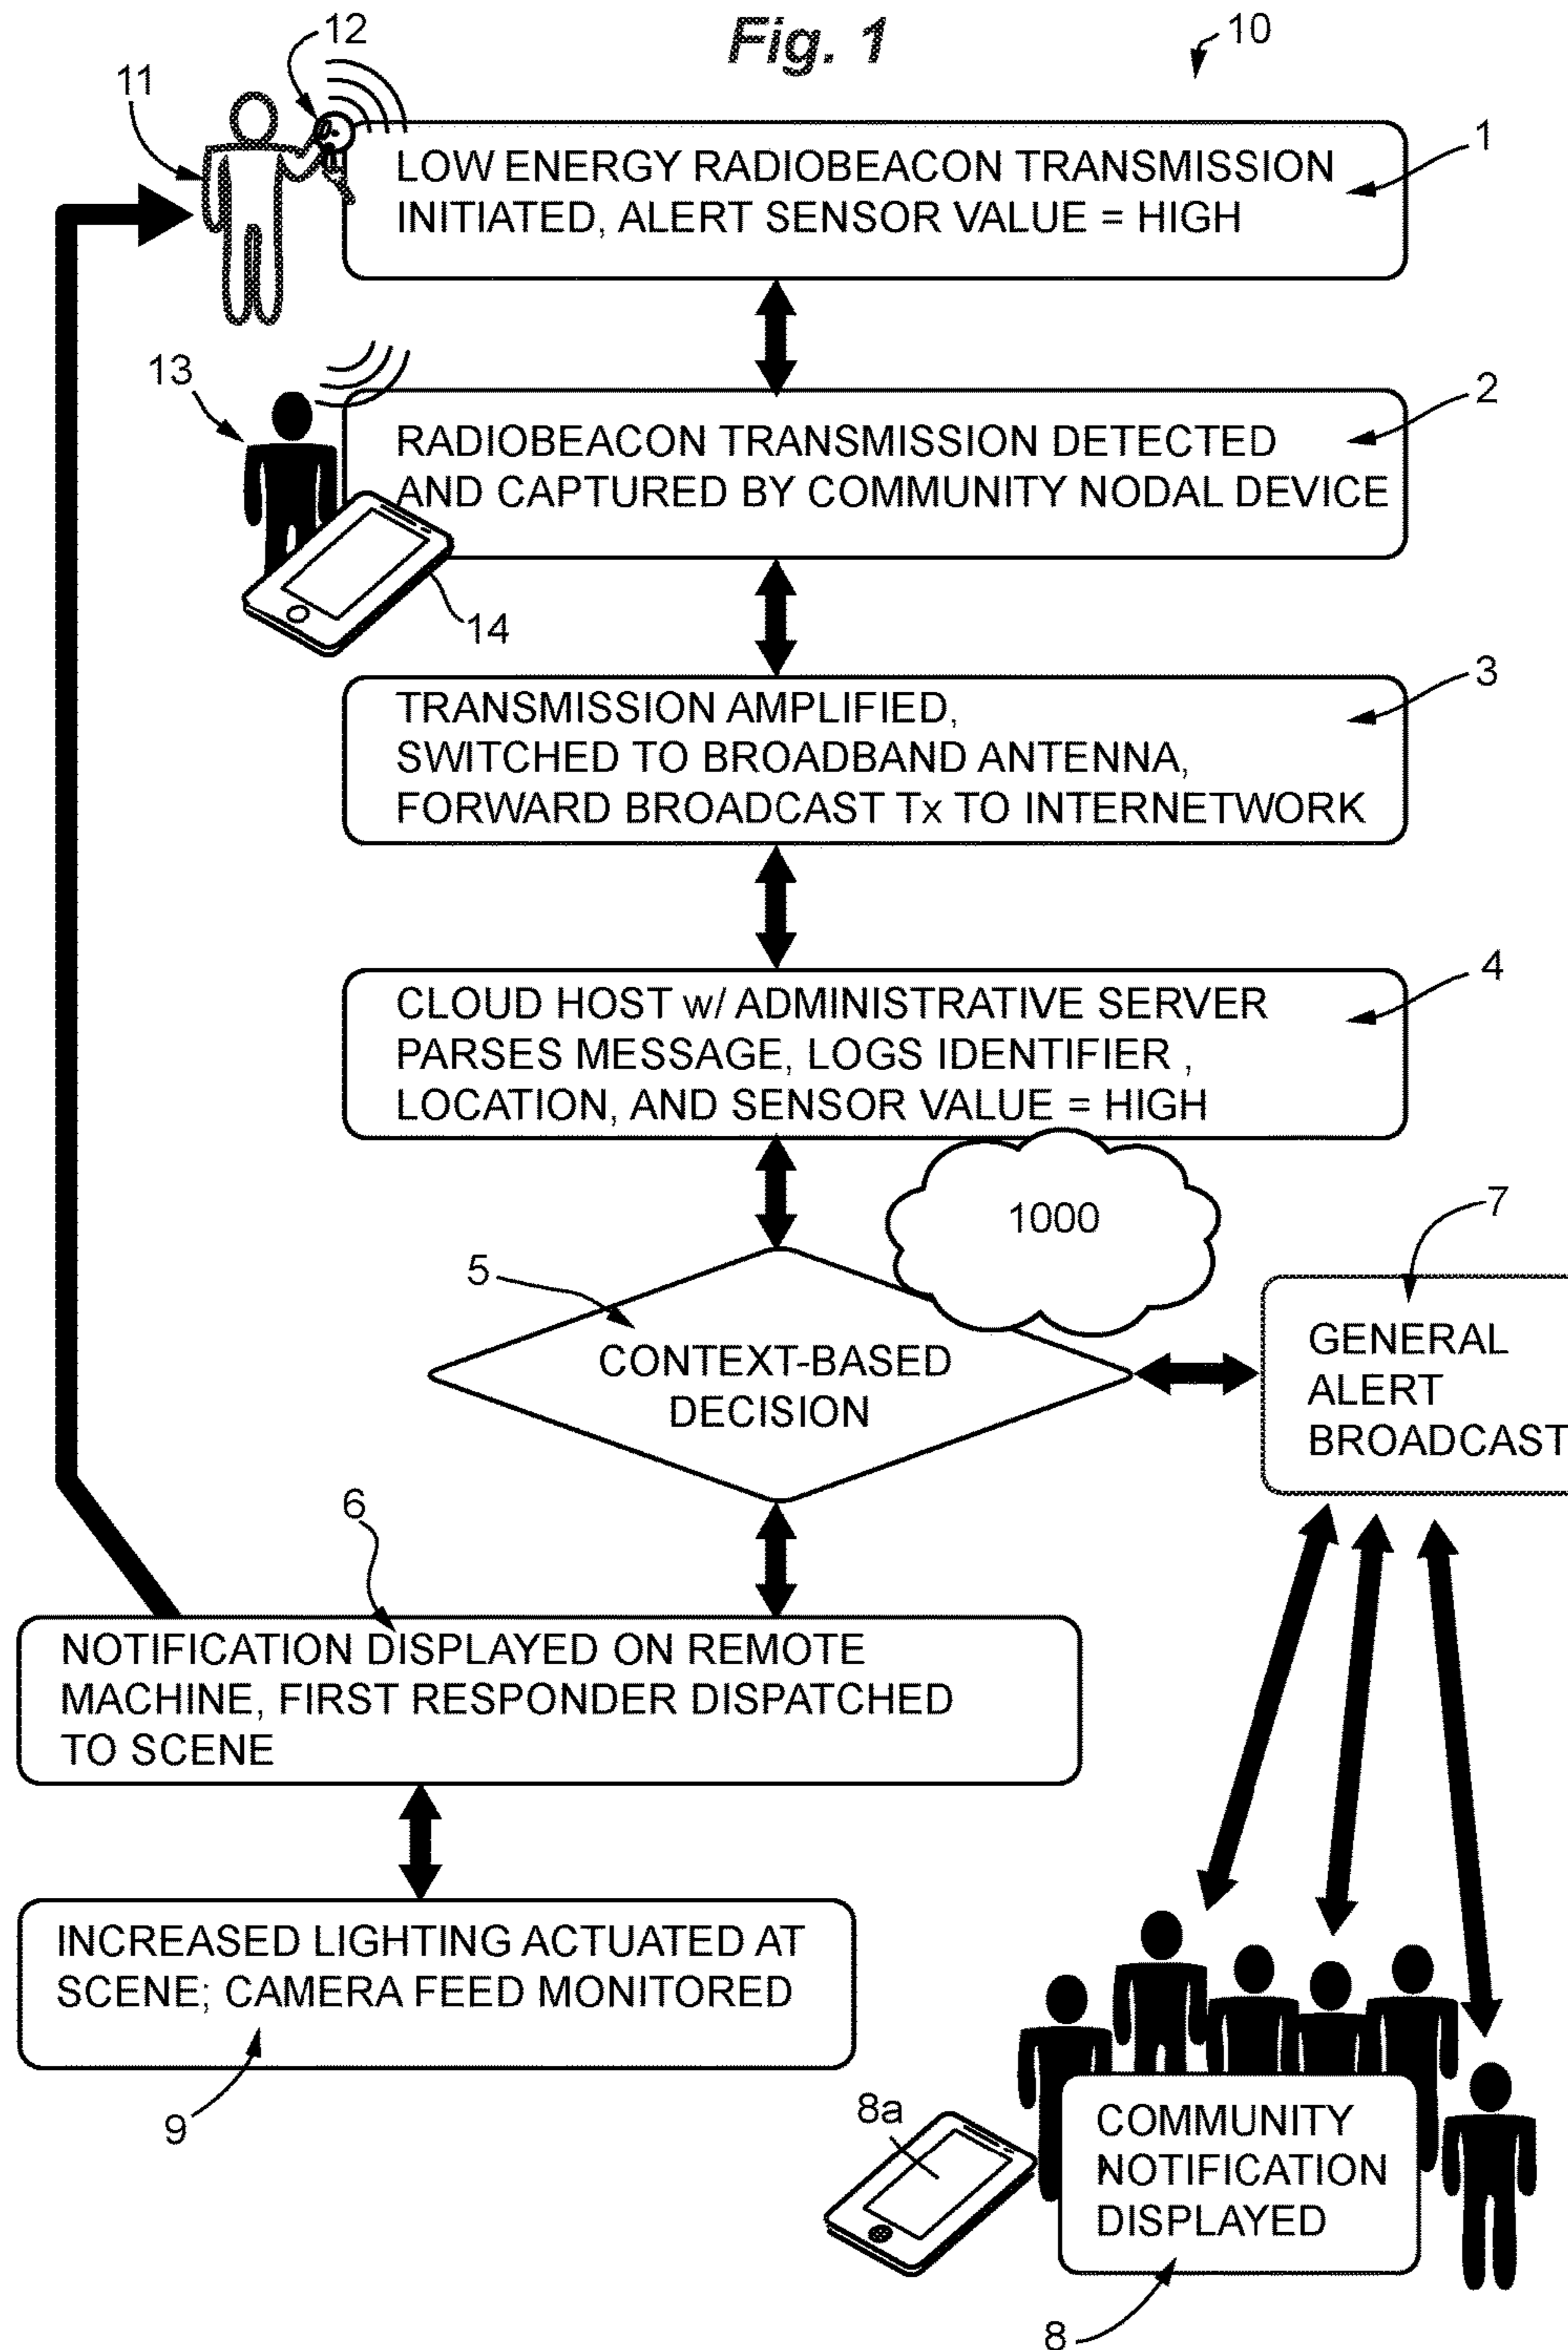 Fig. 1
10
12
11
1
LOW ENERGY RADIOBEACON TRANSMISSION
INITIATED, ALERT SENSOR VALUE = HIGH
13
2
RADIOBEACON TRANSMISSION DETECTED
AND CAPTURED BY COMMUNITY NODAL DEVICE
14
3
TRANSMISSION AMPLIFIED,
SWITCHED TO BROADBAND ANTENNA,
FORWARD BROADCAST Tx TO INTERNETWORK
4
CLOUD HOST w/ ADMINISTRATIVE SERVER
PARSES MESSAGE, LOGS IDENTIFIER ,
LOCATION, AND SENSOR VALUE = HIGH
1000
5
CONTEXT-BASED
DECISION
7
GENERAL
ALERT
BROADCAST
6
NOTIFICATION DISPLAYED ON REMOTE
MACHINE, FIRST RESPONDER DISPATCHED
TO SCENE
INCREASED LIGHTING ACTUATED AT
SCENE; CAMERA FEED MONITORED
9
8a
COMMUNITY
NOTIFICATION
DISPLAYED
8